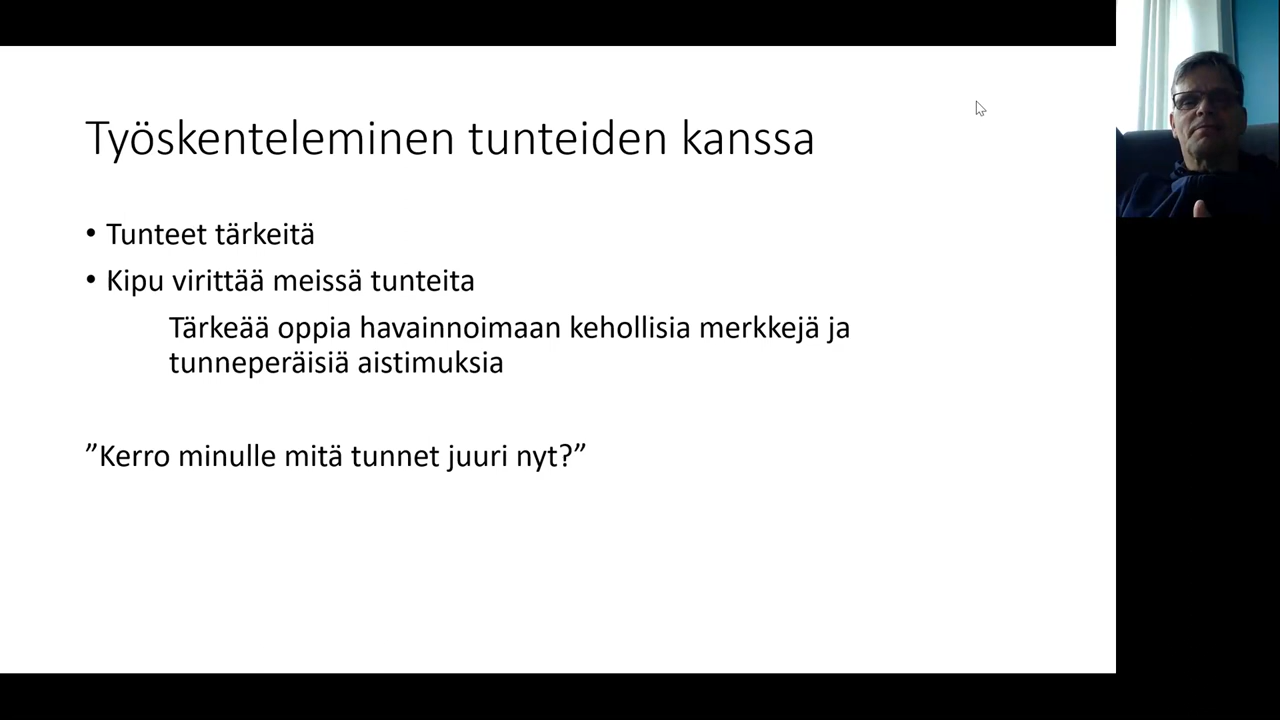 Työskenteleminen tunteiden kanssa
• Tunteet tärkeitä
• Kipu virittää meissä tunteita
Tärkeää oppia havainnoimaan kehollisia merkkejä ja
tunneperäisiä aistimuksia
”Kerro minulle mitä tunnet juuri nyt?”